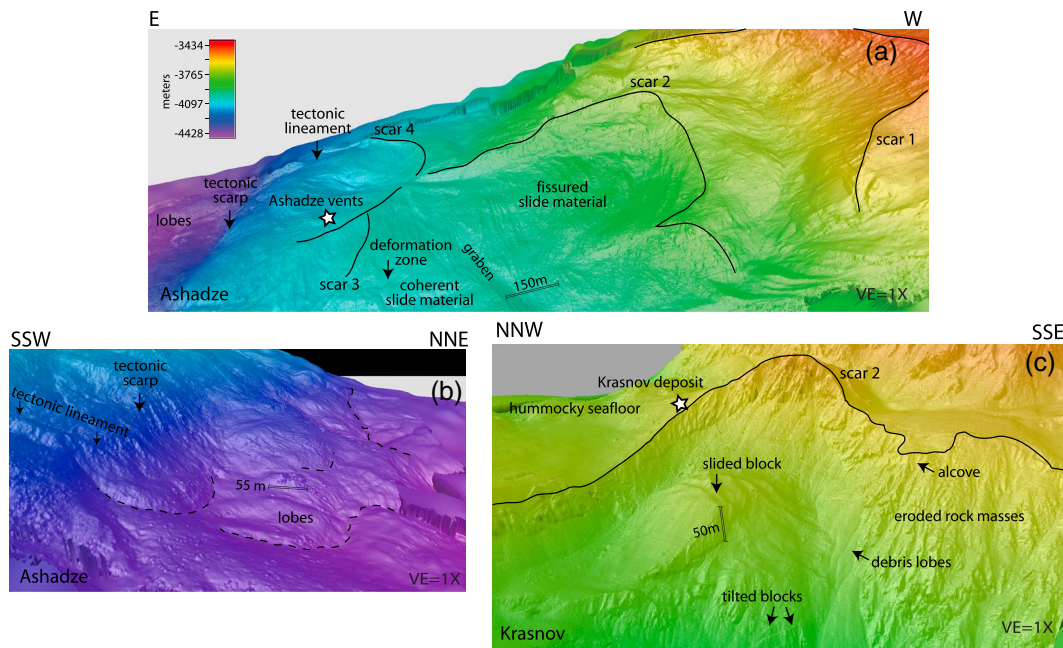 E
W
(a)
-3434
-3765
-4097
-4428
meters
scar 2
scar 1
tectonic
lineament
scar 4
tectonic
scarp
Ashadze vents
lobes
fissured
slide material
deformation
zone
graben
scar 3
coherent
slide material
150m
Ashadze
VE=1X
SSW
NNE
(b)
tectonic
scarp
tectonic lineament
55 m
lobes
Ashadze
VE=1X
NNW
SSE
(c)
scar 2
Krasnov deposit
hummocky seafloor
slided block
alcove
50m
eroded rock masses
debris lobes
tilted blocks
Krasnov
VE=1X